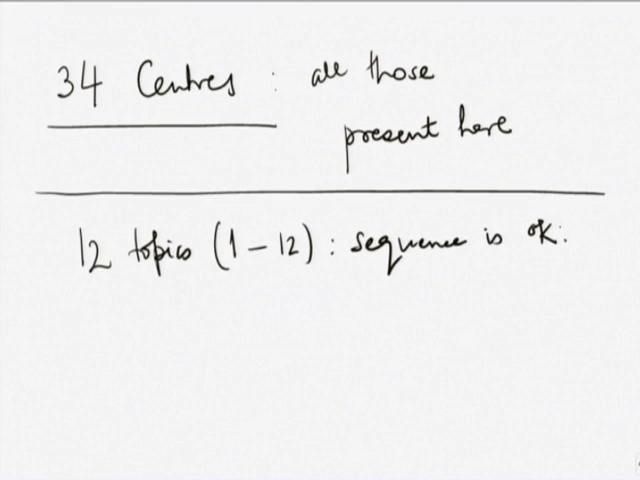 34 Centres : all those
present here
12 topics (1-12) : sequence is ok: